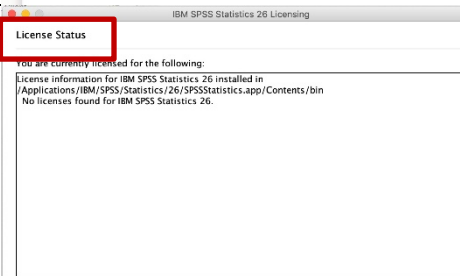 IBM SPSS Statistics 26 Licensing
License Status
You are currently licensed for the following:
License information for IBM SPSS Statistics 26 installed in
/Applications/IBM/SPSS/Statistics/26/SPSSStatistics.app/Contents/bin
No licenses found for IBM SPSS Statistics 26.